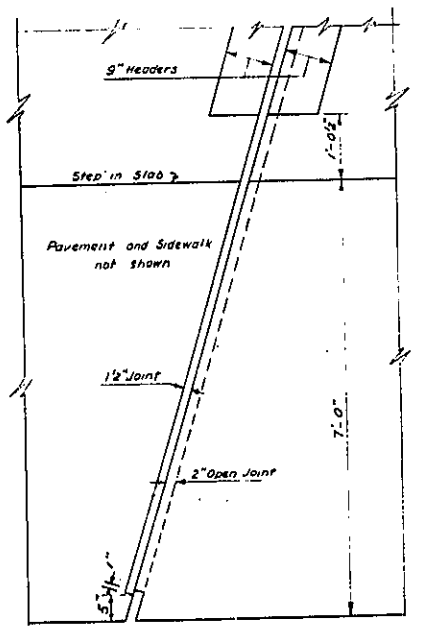 9" Headers
1'-0½"
Step in Slab
Pavement and Sidewalk
not shown
1½" Joint
7'-0"
2" Open Joint
5"
1"